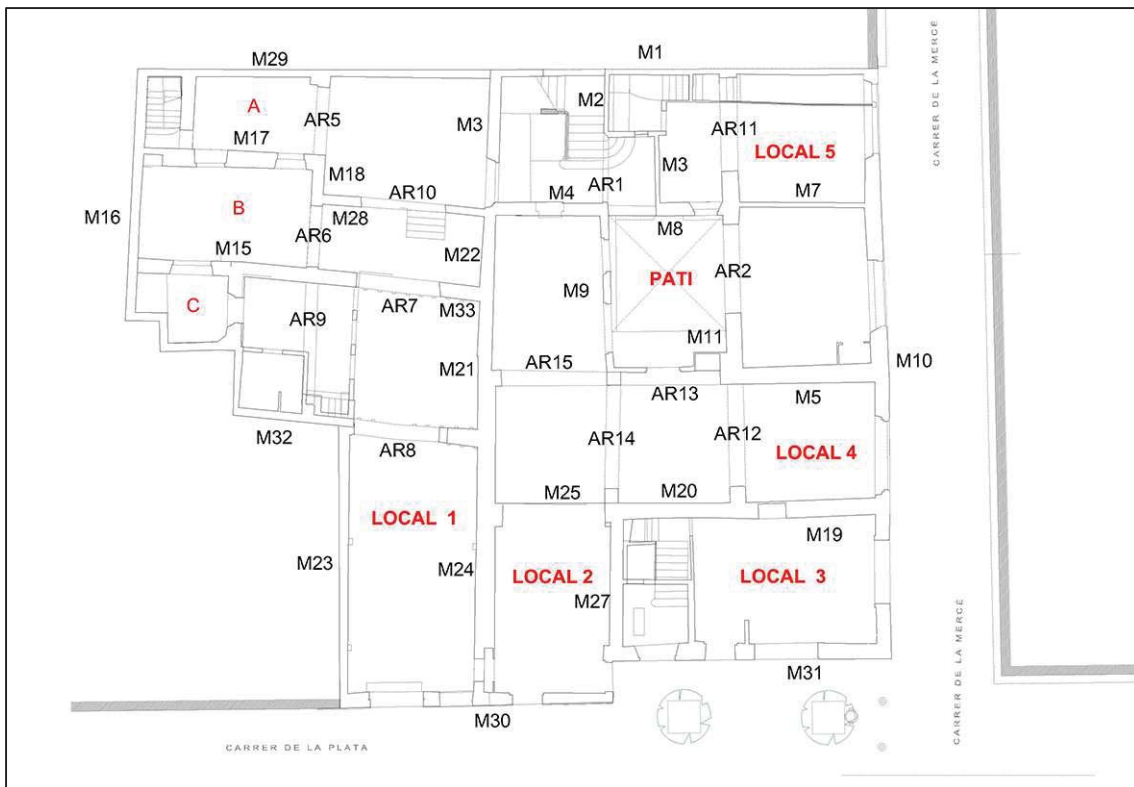 M29
M1
CARRER DE LA MERCÉ
M2
A
AR5
M3
AR11
M17
LOCAL 5
M18
M3
AR10
M4
AR1
M7
M16
B
M28
M8
AR6
M15
M22
PATI
AR2
C
M9
AR7
M33
AR9
M11
M21
AR15
M10
AR13
M5
M32
AR8
AR14
AR12
LOCAL 4
M25
M20
LOCAL 1
M19
M23
M24
LOCAL 2
LOCAL 3
M27
M31
M30
CARRER DE LA MERCÉ
CARRER DE LA PLATA